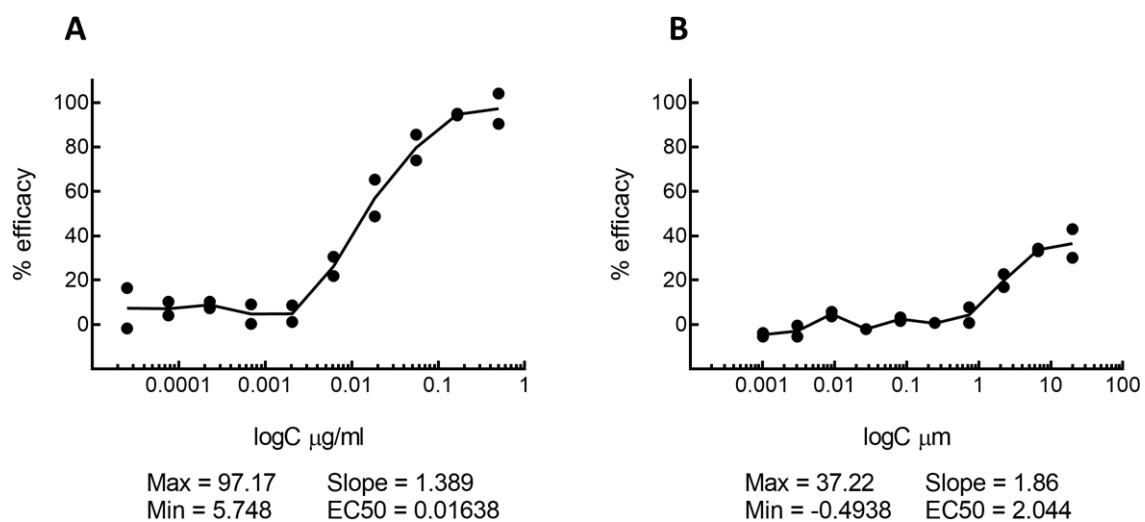 A
% efficacy
100
80
60
40
20
0
0.0001 0.001 0.01 0.1 1
logC μg/ml
Max = 97.17 Slope = 1.389
Min = 5.748 EC50 = 0.01638
B
% efficacy
100
80
60
40
20
0
0.001 0.01 0.1 1 10 100
logC μm
Max = 37.22 Slope = 1.86
Min = -0.4938 EC50 = 2.044